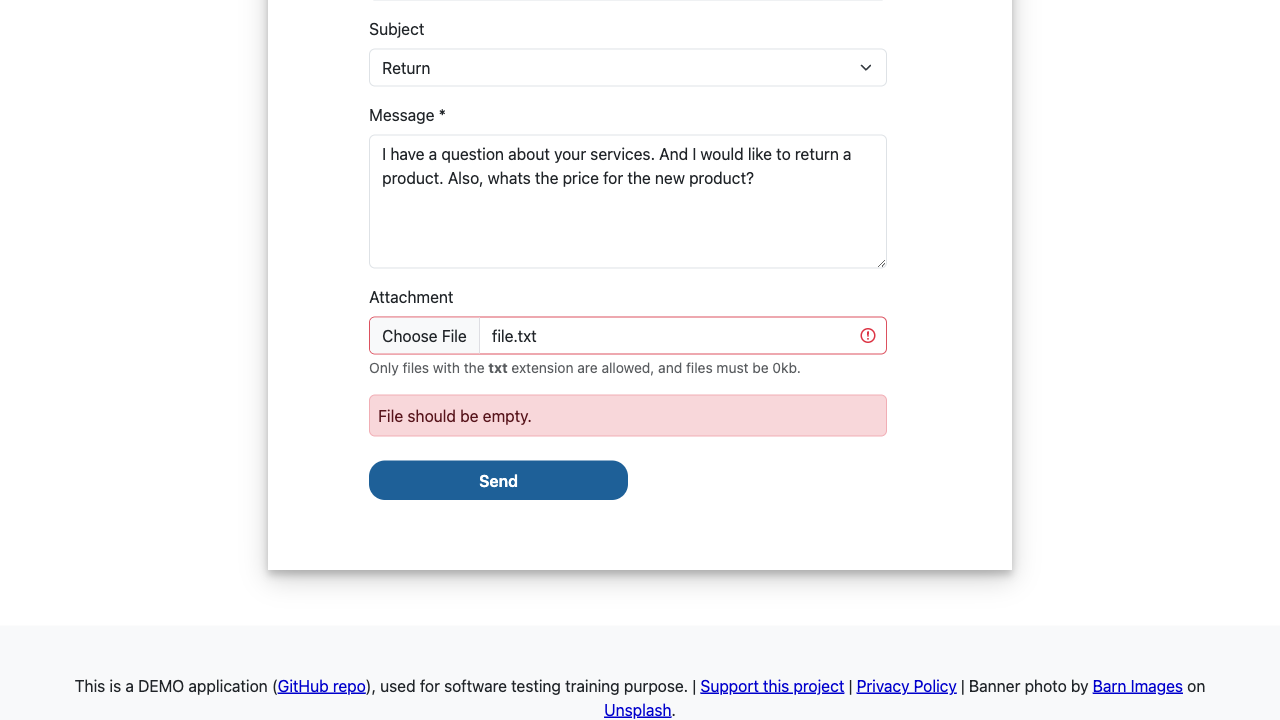 Subject
Return
Message *
I have a question about your services. And I would like to return a
product. Also, whats the price for the new product?
Attachment
Choose File file.txt
Only files with the txt extension are allowed, and files must be 0kb.
File should be empty.
Send
This is a DEMO application (GitHub repo), used for software testing training purpose. | Support this project | Privacy Policy | Banner photo by Barn Images on
Unsplash.